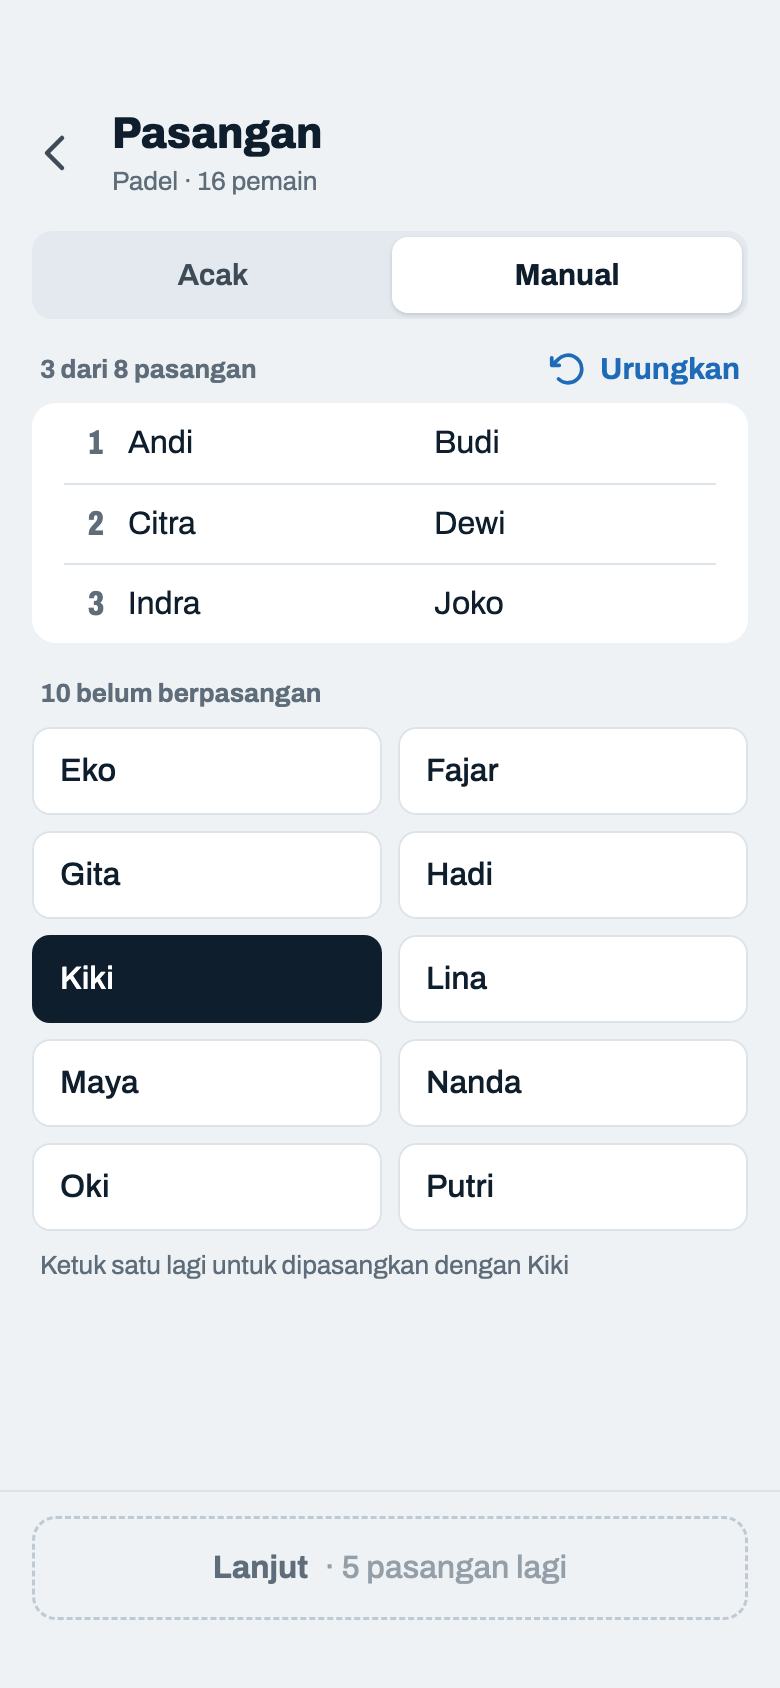 Pasangan
Padel · 16 pemain
Acak Manual
3 dari 8 pasangan Urungkan
1 Andi Budi
2 Citra Dewi
3 Indra Joko
10 belum berpasangan
Eko Fajar
Gita Hadi
Kiki Lina
Maya Nanda
Oki Putri
Ketuk satu lagi untuk dipasangkan dengan Kiki
Lanjut · 5 pasangan lagi